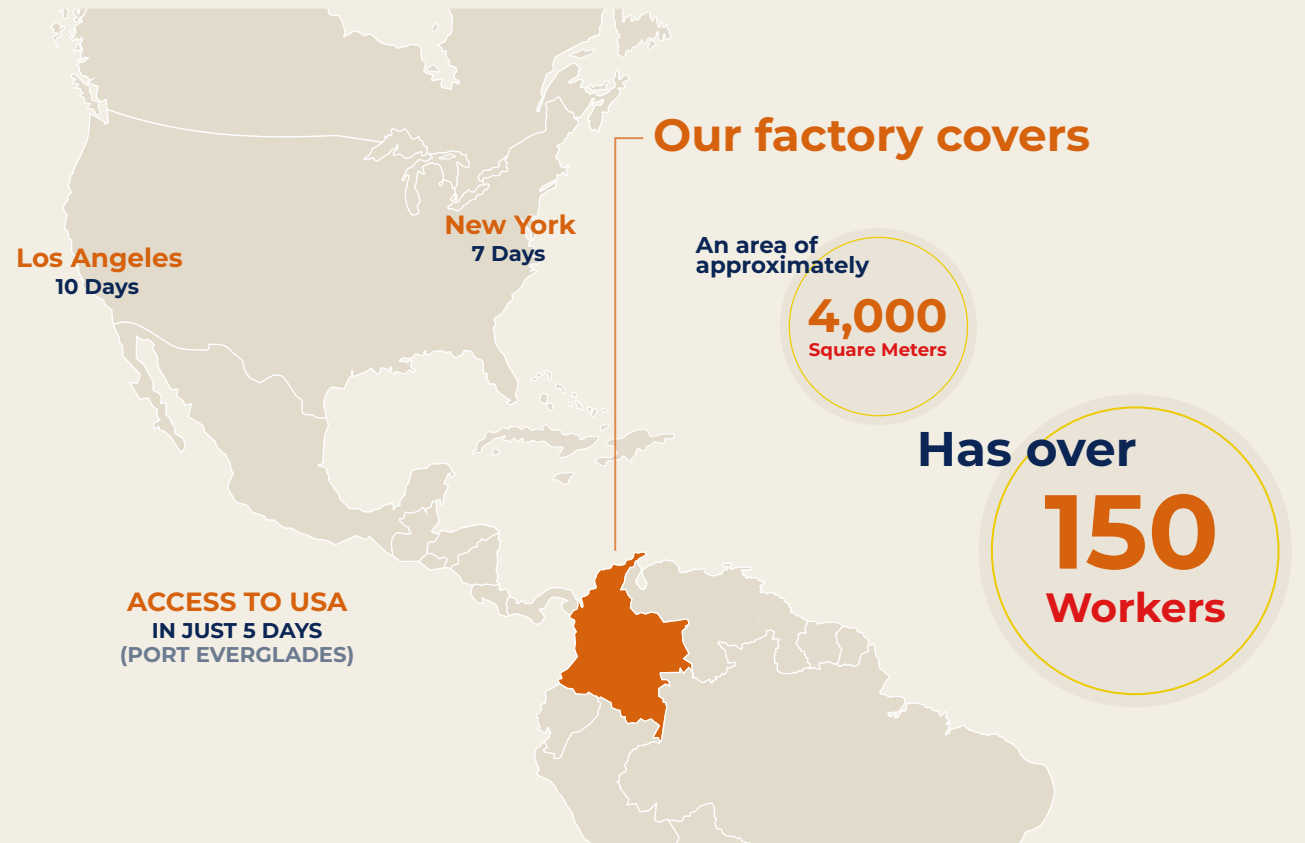 Our factory covers
New York
7 Days
Los Angeles
10 Days
An area of
approximately
4,000
Square Meters
Has over
150
Workers
ACCESS TO USA
IN JUST 5 DAYS
(PORT EVERGLADES)